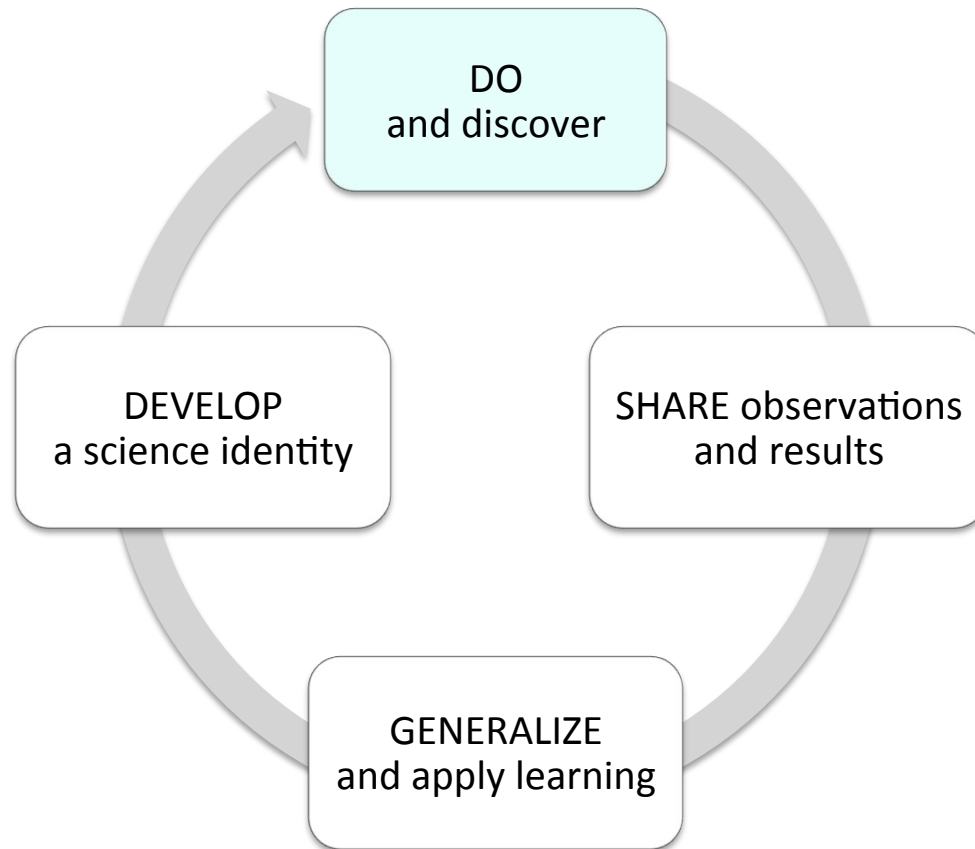 DO
and discover
SHARE observations
and results
GENERALIZE
and apply learning
DEVELOP
a science identity